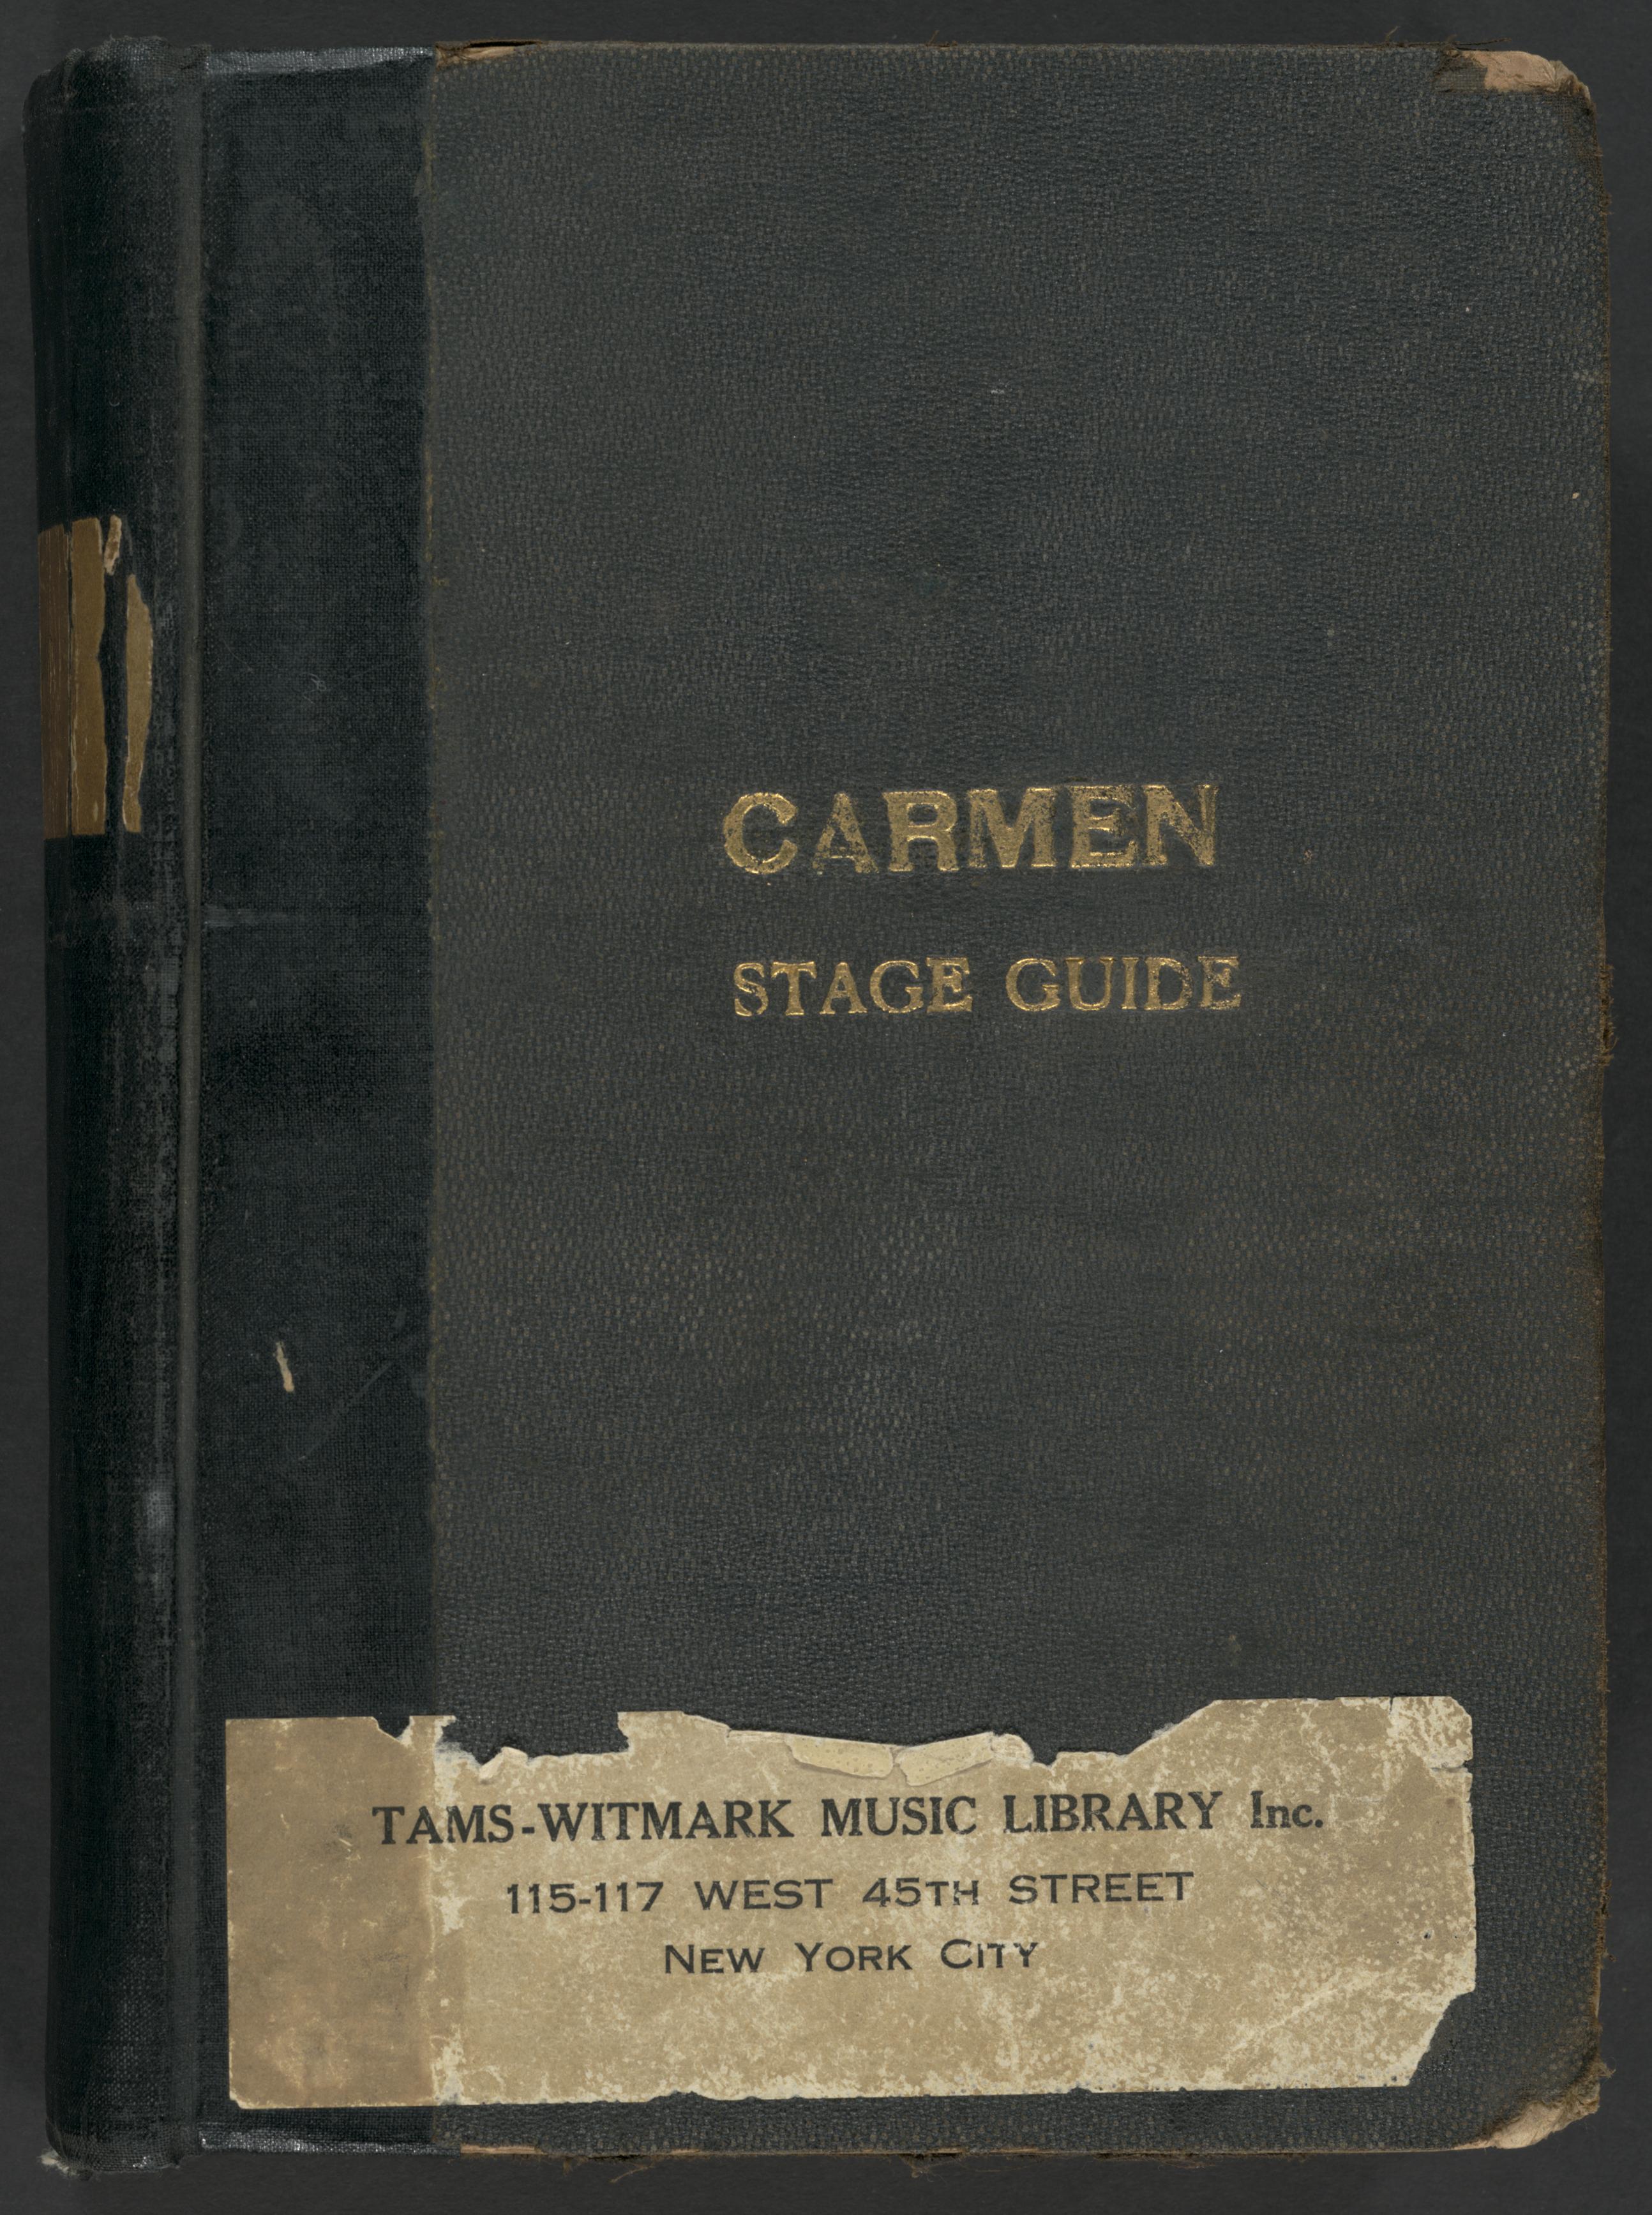 CARMEN
STAGE GUIDE
TAMS-WITMARK MUSIC LIBRARY Inc.
115-117 WEST 45TH STREET
NEW YORK CITY